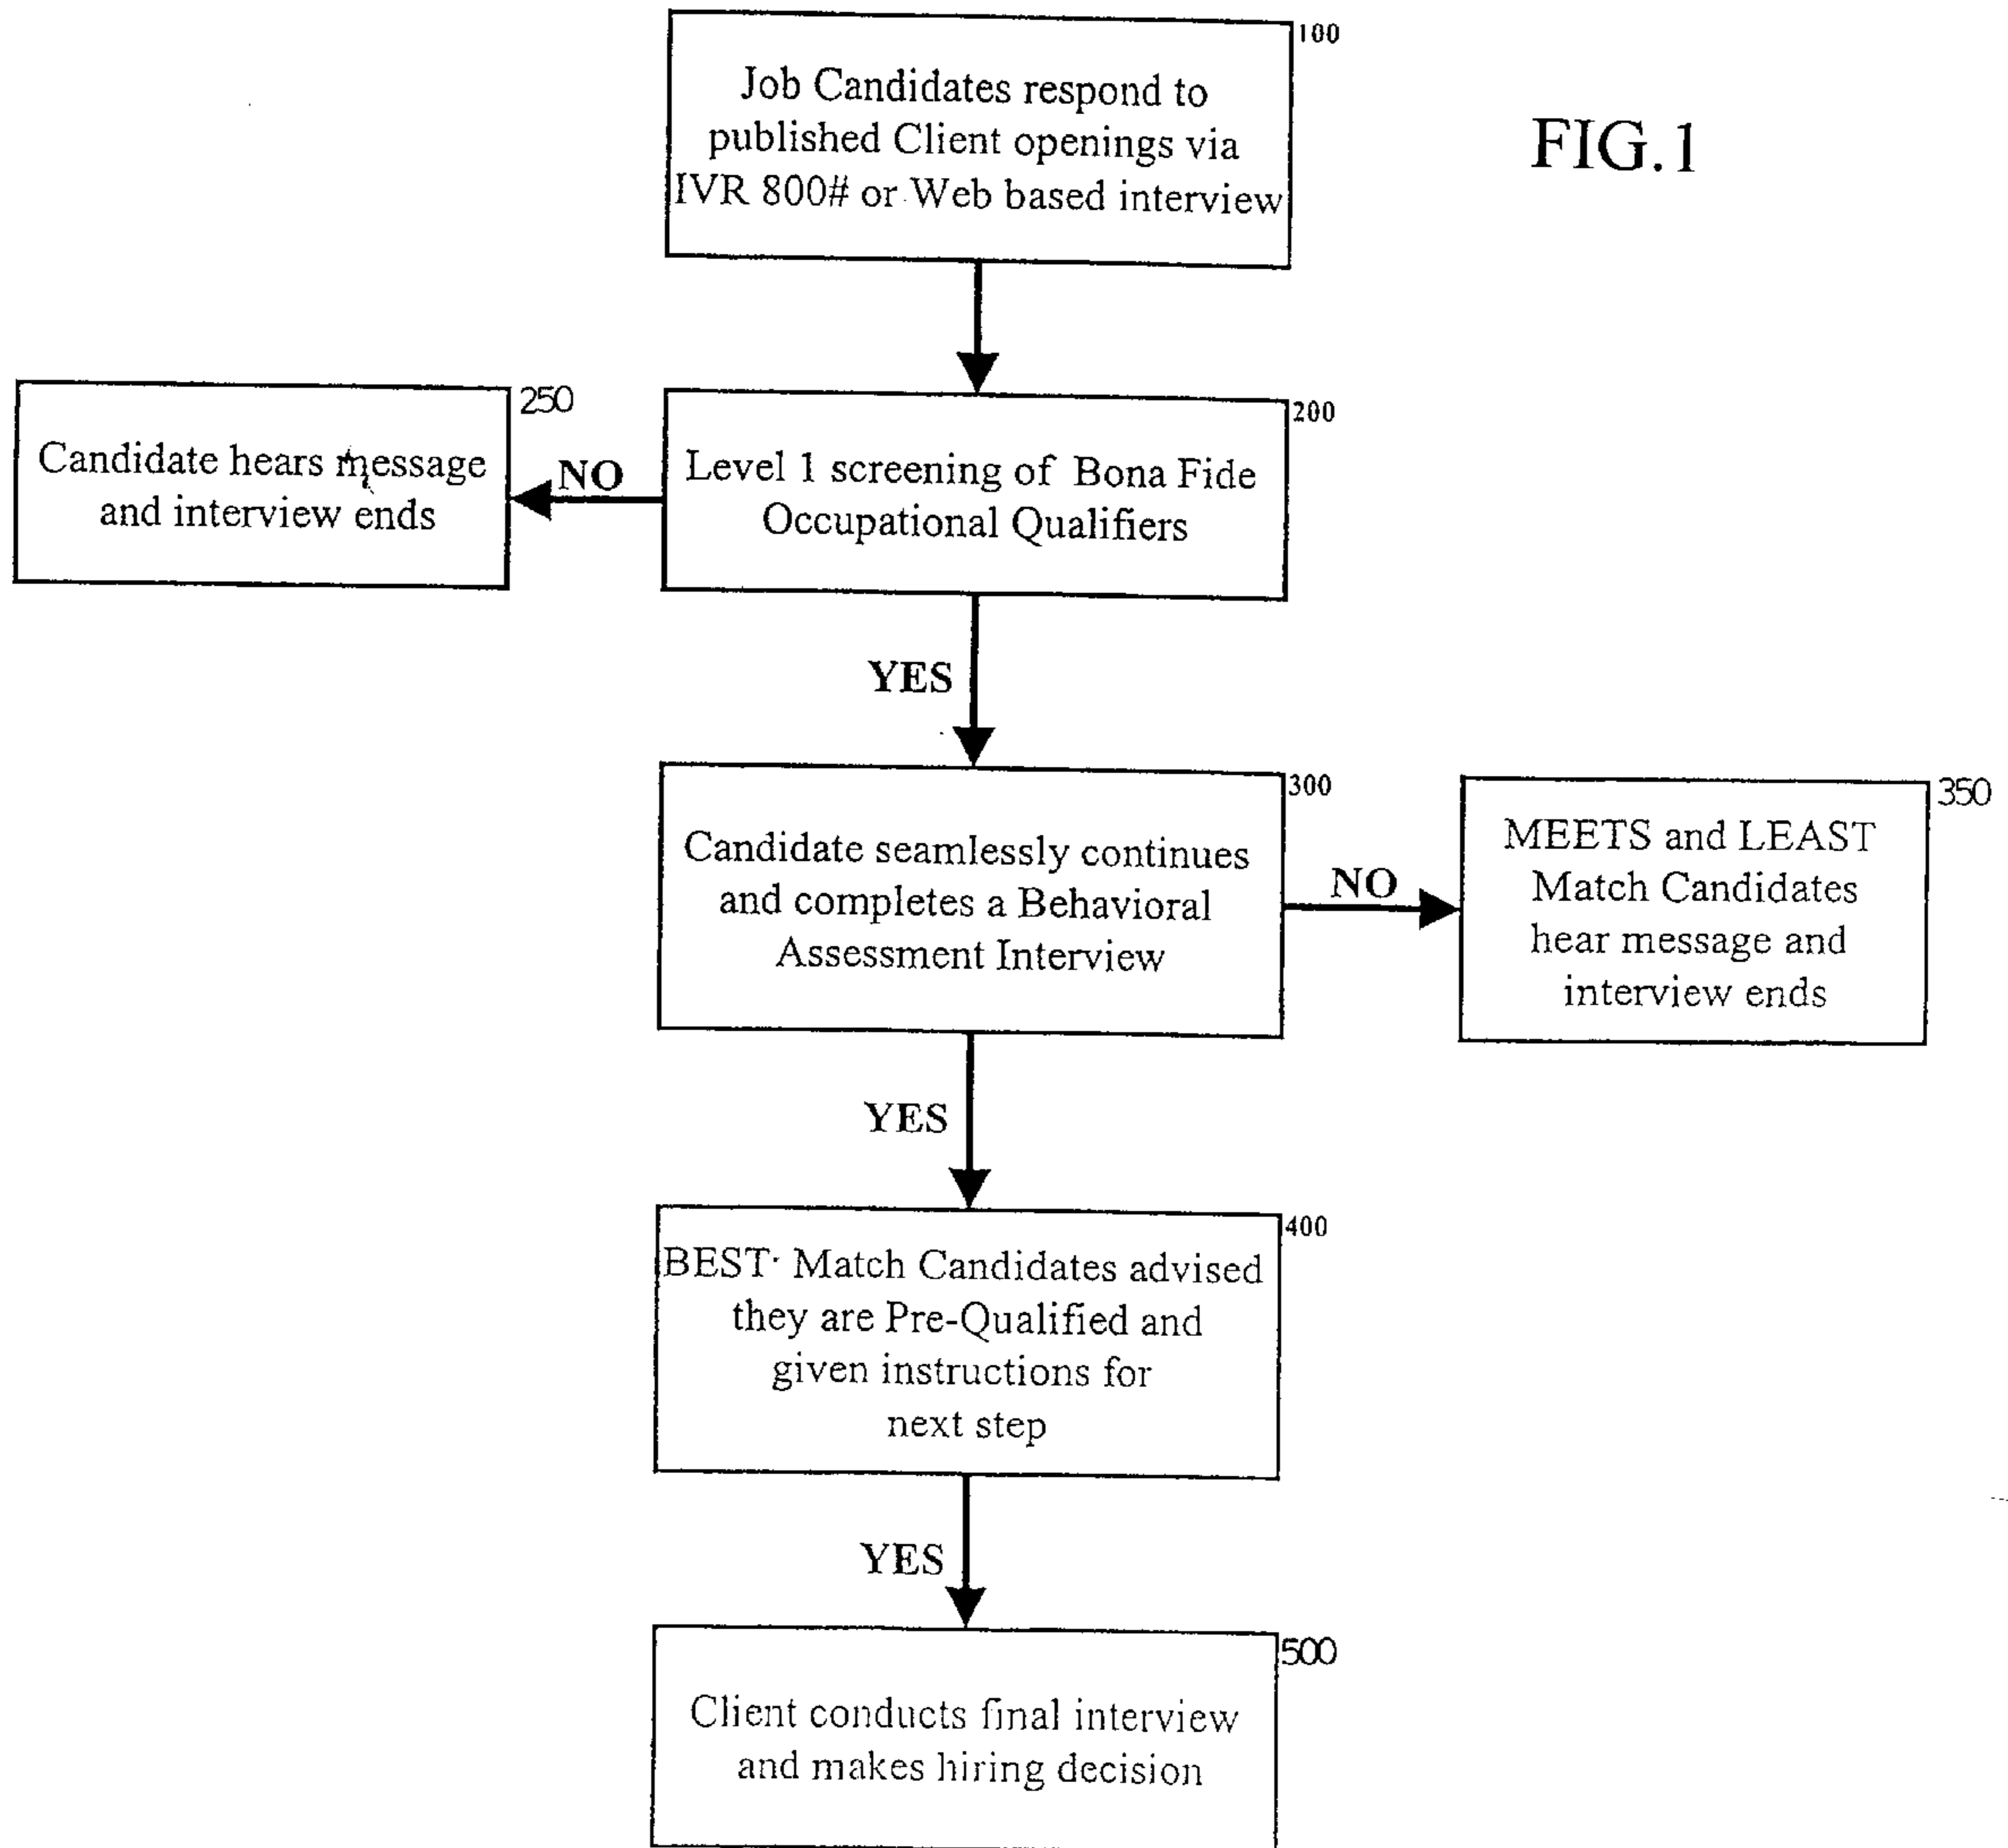 100
Job Candidates respond to
published Client openings via
IVR 800# or Web based interview
FIG.1
250
Candidate hears message
and interview ends
NO
200
Level 1 screening of Bona Fide
Occupational Qualifiers
YES
300
Candidate seamlessly continues
and completes a Behavioral
Assessment Interview
NO
350
MEETS and LEAST
Match Candidates
hear message and
interview ends
YES
400
BEST Match Candidates advised
they are Pre-Qualified and
given instructions for
next step
YES
500
Client conducts final interview
and makes hiring decision